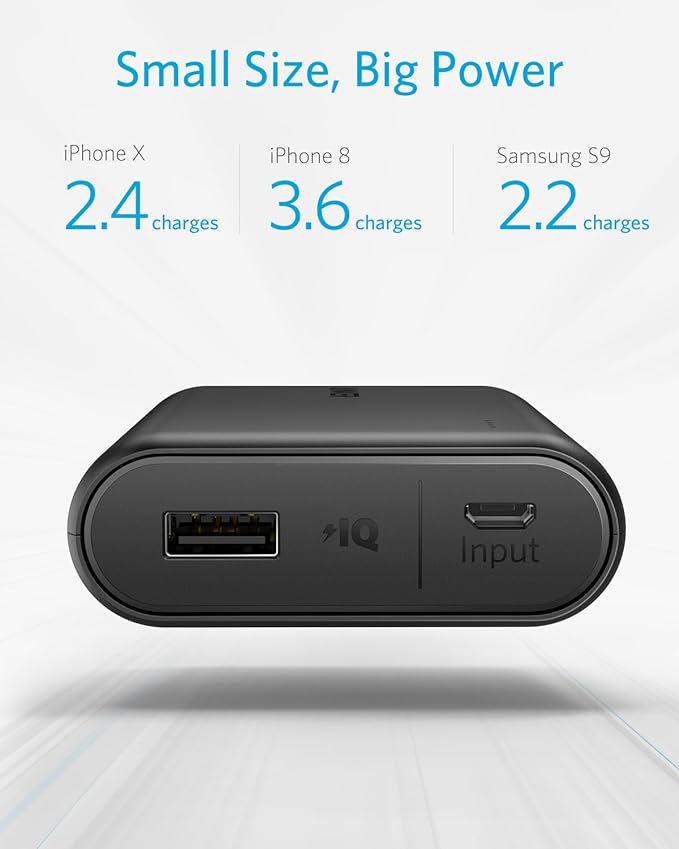 Small Size, Big Power
iPhone X
2.4 charges
iPhone 8
3.6 charges
Samsung S9
2.2 charges
IQ
Input